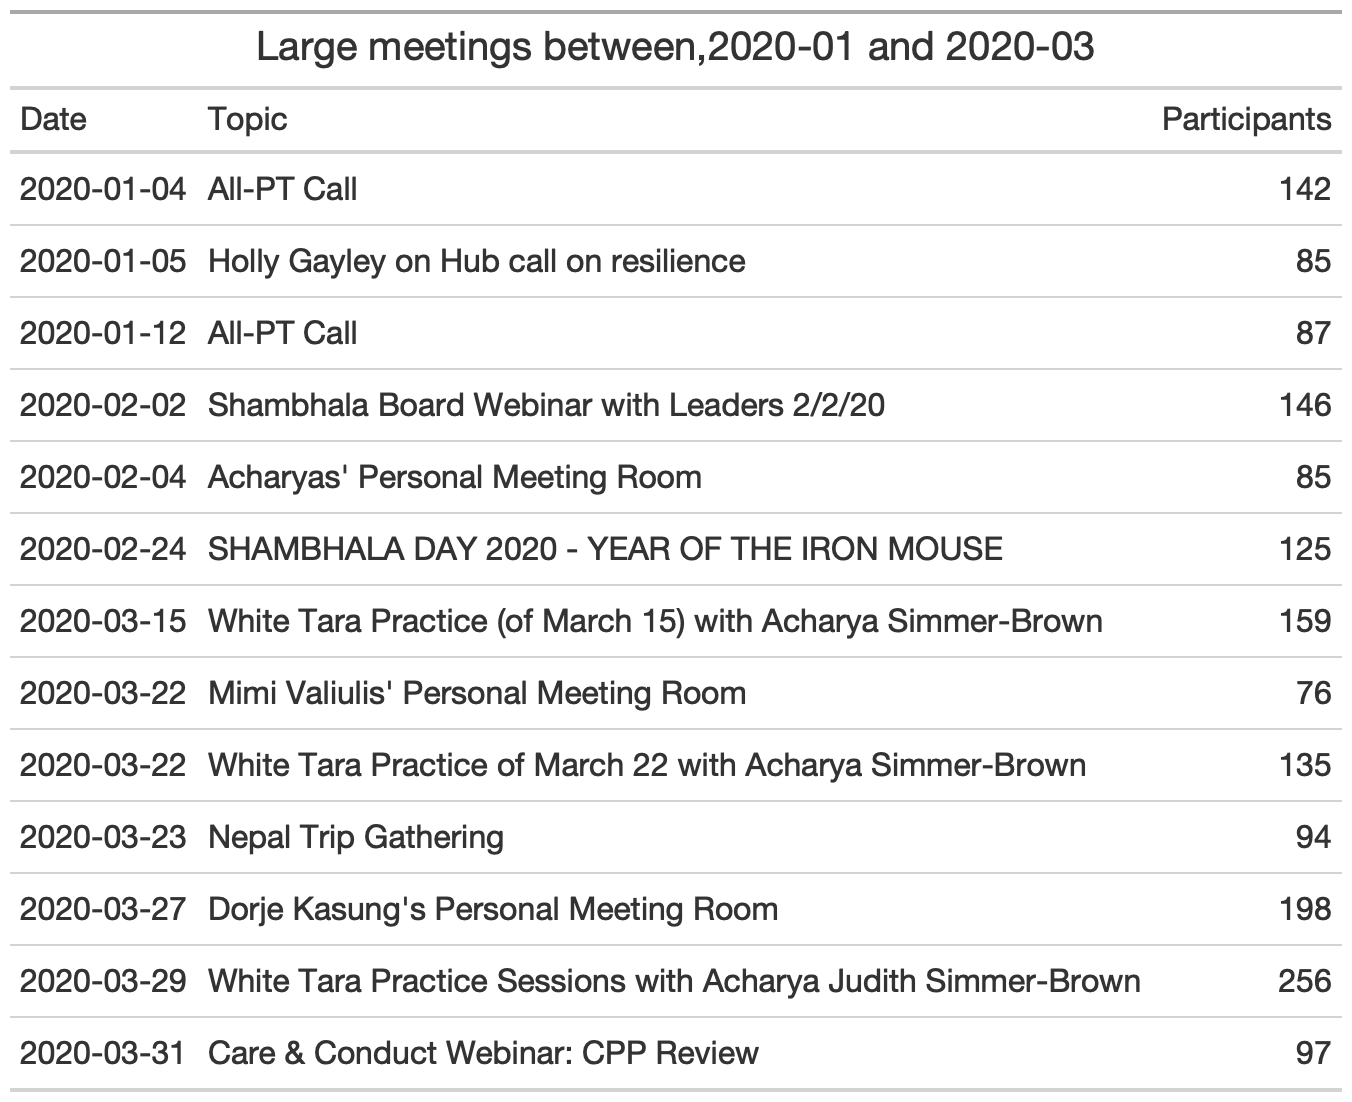 Large meetings between,2020-01 and 2020-03
Date Topic Participants
2020-01-04 All-PT Call 142
2020-01-05 Holly Gayley on Hub call on resilience 85
2020-01-12 All-PT Call 87
2020-02-02 Shambhala Board Webinar with Leaders 2/2/20 146
2020-02-04 Acharyas' Personal Meeting Room 85
2020-02-24 SHAMBHALA DAY 2020 - YEAR OF THE IRON MOUSE 125
2020-03-15 White Tara Practice (of March 15) with Acharya Simmer-Brown 159
2020-03-22 Mimi Valiulis' Personal Meeting Room 76
2020-03-22 White Tara Practice of March 22 with Acharya Simmer-Brown 135
2020-03-23 Nepal Trip Gathering 94
2020-03-27 Dorje Kasung's Personal Meeting Room 198
2020-03-29 White Tara Practice Sessions with Acharya Judith Simmer-Brown 256
2020-03-31 Care & Conduct Webinar: CPP Review 97